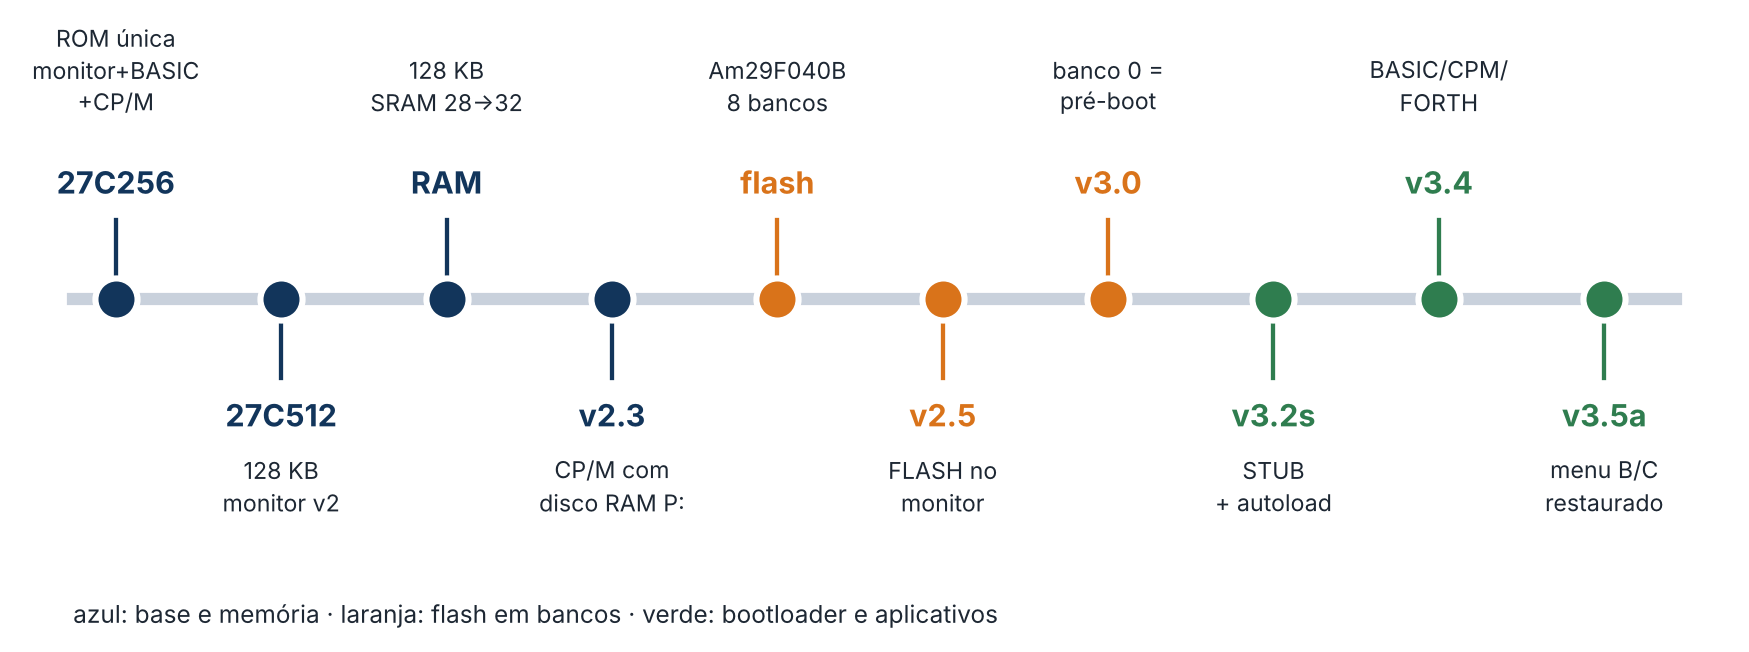 ROM única
monitor+BASIC
+CP/M
27C256
27C512
128 KB
monitor v2
128 KB
SRAM 28→32
RAM
v2.3
CP/M com
disco RAM P:
Am29F040B
8 bancos
flash
v2.5
FLASH no
monitor
banco 0 =
pré-boot
v3.0
v3.2s
STUB
+ autoload
BASIC/CPM/
FORTH
v3.4
v3.5a
menu B/C
restaurado
azul: base e memória · laranja: flash em bancos · verde: bootloader e aplicativos